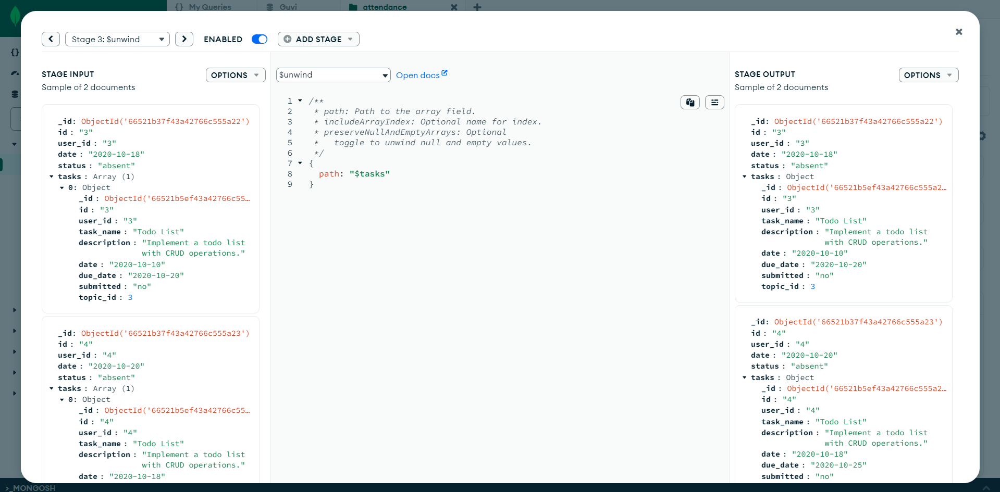 {} My Queries
Guvi
attendance
Stage 3: $unwind
ENABLED
ADD STAGE
STAGE INPUT
OPTIONS
Sample of 2 documents
_id: ObjectId('66521b37f43a42766c555a22')
id : "3"
user_id : "3"
date : "2020-10-18"
status : "absent"
tasks : Array (1)
0: Object
_id : ObjectId('66521b5ef43a42766c55…
id : "3"
user_id : "3"
task_name : "Todo List"
description : "Implement a todo list
with CRUD operations."
date : "2020-10-10"
due_date : "2020-10-20"
submitted : "no"
topic_id : 3
_id: ObjectId('66521b37f43a42766c555a23')
id : "4"
user_id : "4"
date : "2020-10-20"
status : "absent"
tasks : Array (1)
0: Object
_id : ObjectId('66521b5ef43a42766c55…
id : "4"
user_id : "4"
task_name : "Todo List"
description : "Implement a todo list
with CRUD operations."
date : "2020-10-18"
$unwind
Open docs
1 /**
2 * path: Path to the array field.
3 * includeArrayIndex: Optional name for index.
4 * preserveNullAndEmptyArrays: Optional
5 * toggle to unwind null and empty values.
6 */
7 {
8 path: "$tasks"
9 }
STAGE OUTPUT
OPTIONS
Sample of 2 documents
_id: ObjectId('66521b37f43a42766c555a22')
id : "3"
user_id : "3"
date : "2020-10-18"
status : "absent"
tasks : Object
_id : ObjectId('66521b5ef43a42766c555a2…
id : "3"
user_id : "3"
task_name : "Todo List"
description : "Implement a todo list
with CRUD operations."
date : "2020-10-10"
due_date : "2020-10-20"
submitted : "no"
topic_id : 3
_id: ObjectId('66521b37f43a42766c555a23')
id : "4"
user_id : "4"
date : "2020-10-20"
status : "absent"
tasks : Object
_id : ObjectId('66521b5ef43a42766c555a2…
id : "4"
user_id : "4"
task_name : "Todo List"
description : "Implement a todo list
with CRUD operations."
date : "2020-10-18"
due_date : "2020-10-25"
submitted : "no"
>_MONGOSH